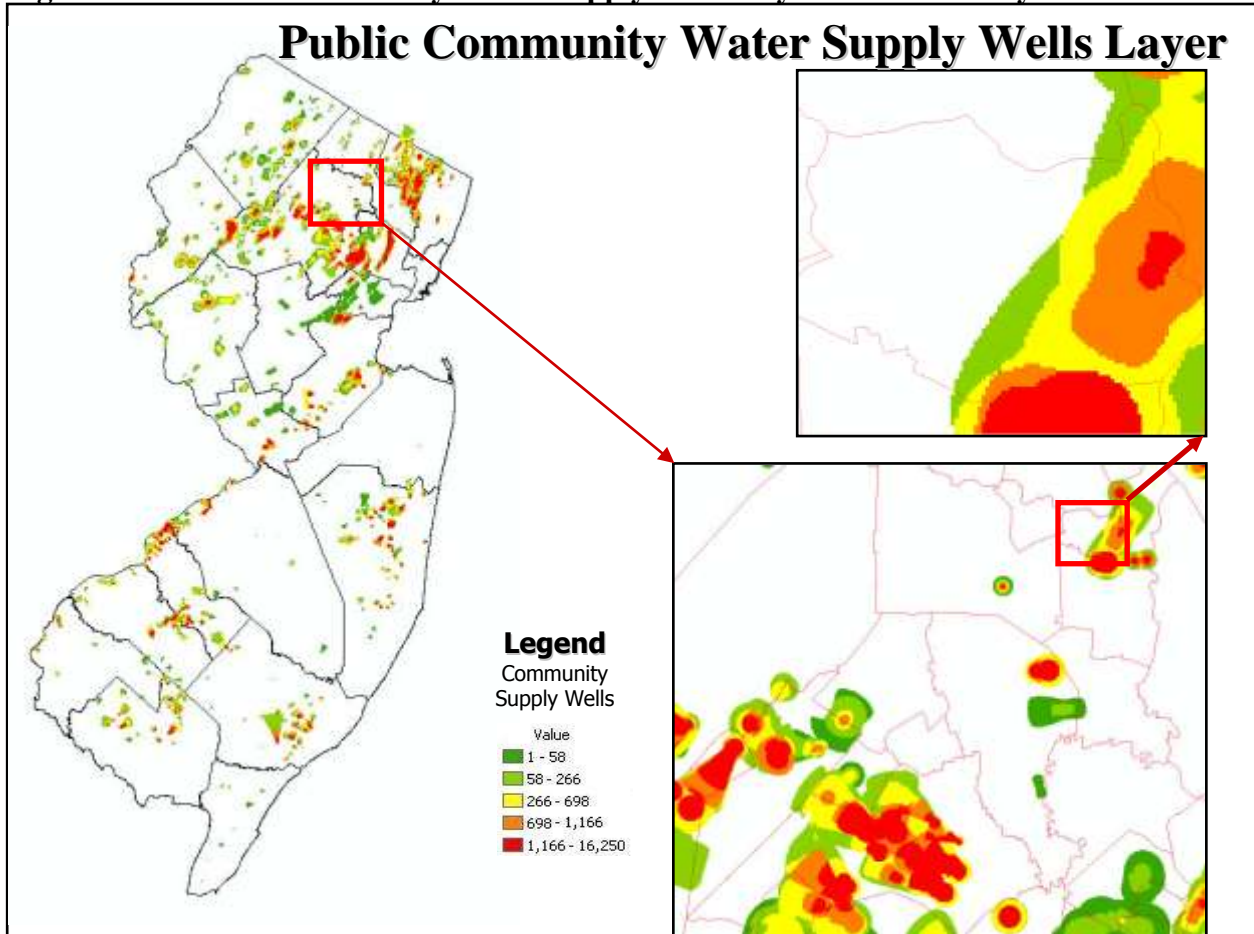 Public Community Water Supply Wells Layer
Legend
Community
Supply Wells
Value
1 - 58
58 - 266
266 - 698
698 - 1,166
1,166 - 16,250